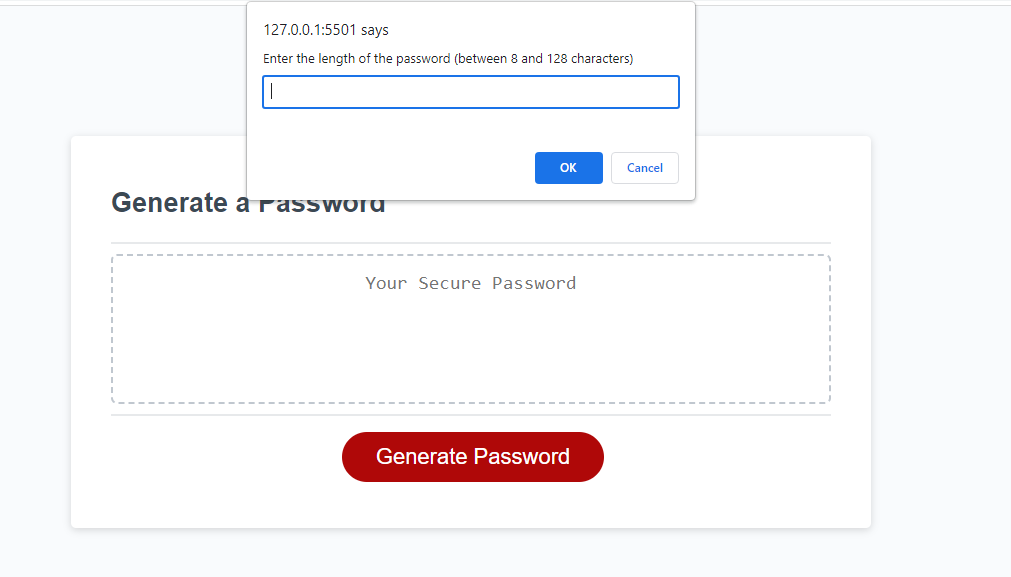 127.0.0.1:5501 says
Enter the length of the password (between 8 and 128 characters)
OK
Cancel
Generate a Password
Your Secure Password
Generate Password